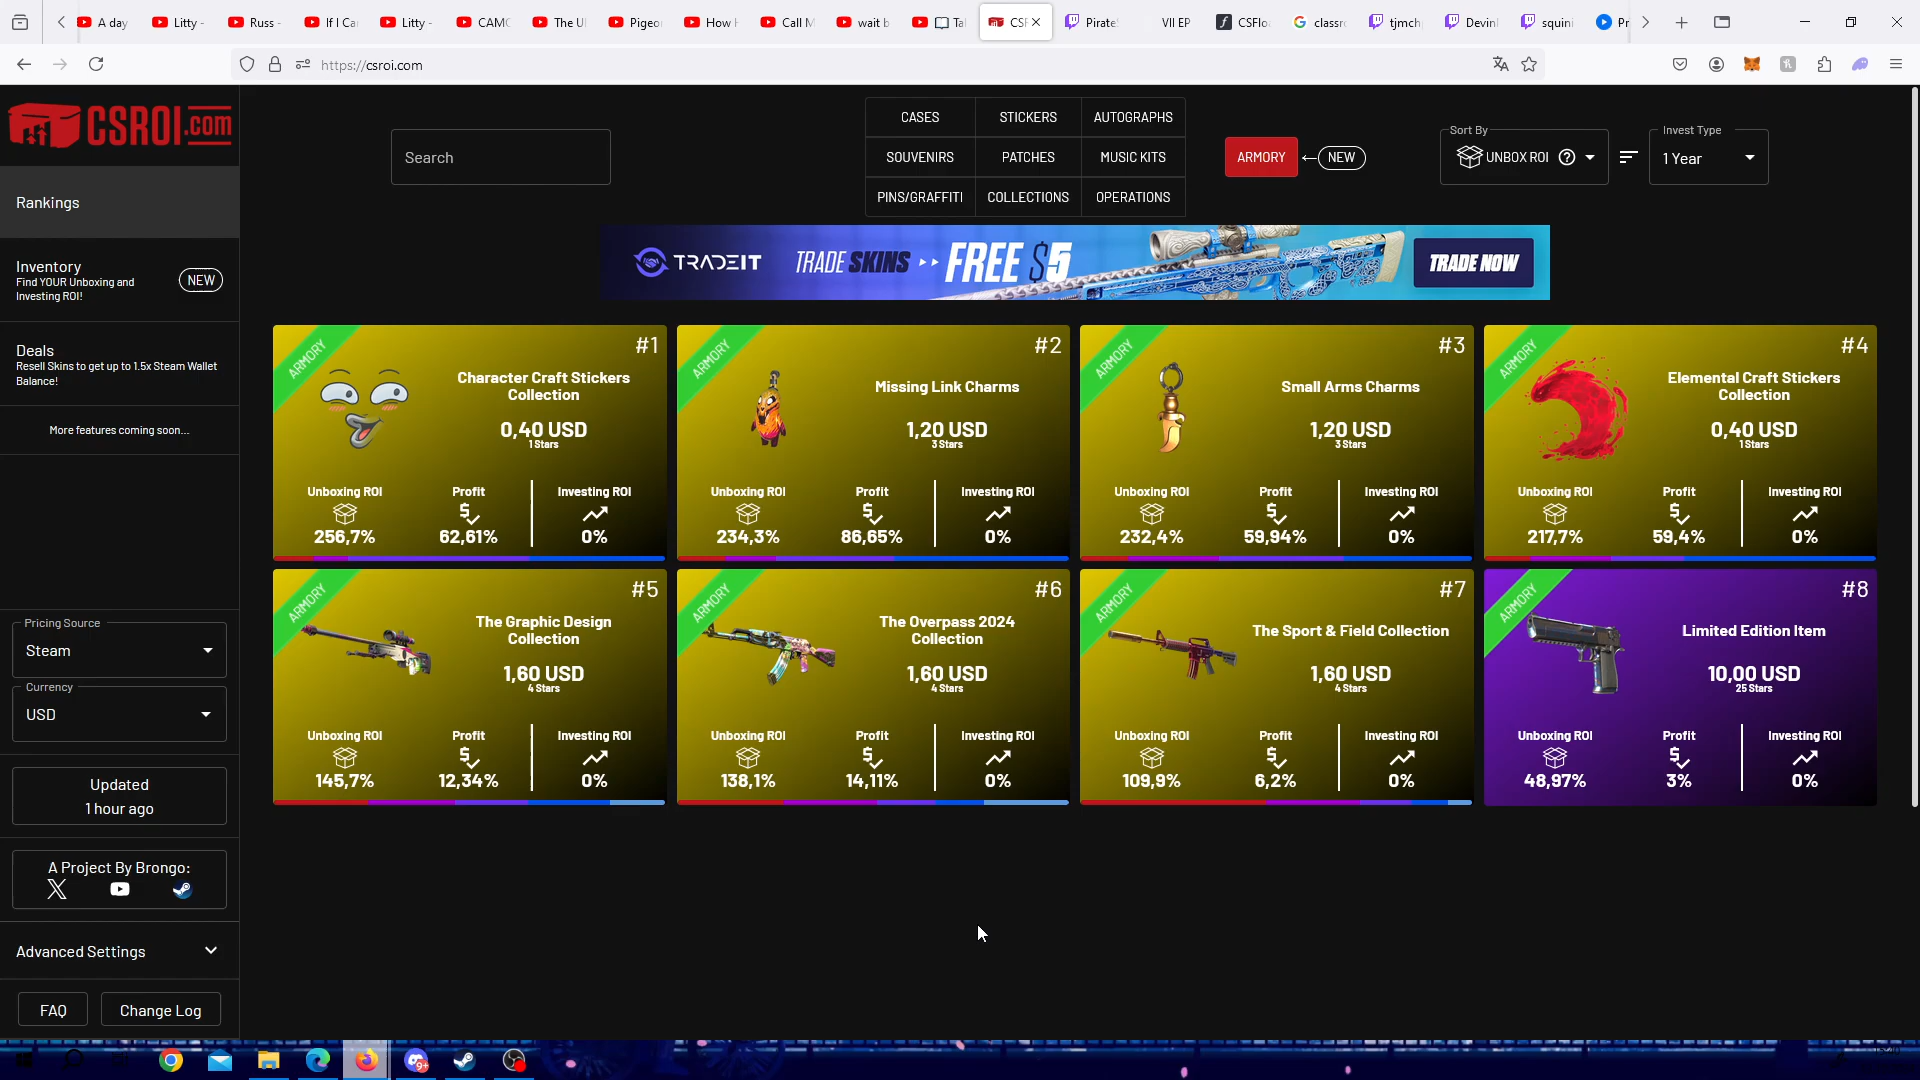 A day
Litty -
Russ -
If I Ca
Litty -
CAMO
The U
Pigeo
How H
Call M
wait b
Ta
CSF
Pirate
VII EP
CSFlo
classr
tjmch
Devin
squini
Pr
https://csroi.com
CSROI.com
Search
CASES
STICKERS
AUTOGRAPHS
SOUVENIRS
PATCHES
MUSIC KITS
PINS/GRAFFITI
COLLECTIONS
OPERATIONS
ARMORY
NEW
Sort By
UNBOX ROI
Invest Type
1 Year
Rankings
Inventory
Find YOUR Unboxing and
Investing ROI!
NEW
Deals
Resell Skins to get up to 1.5x Steam Wallet
Balance!
More features coming soon...
Pricing Source
Steam
Currency
USD
Updated
1 hour ago
A Project By Brongo:
Advanced Settings
FAQ
Change Log
TRADEIT
TRADE SKINS
FREE $5
TRADE NOW
ARMORY
#1
Character Craft Stickers
Collection
0,40 USD
1 Stars
Unboxing ROI
Profit
Investing ROI
256,7%
62,61%
0%
ARMORY
#2
Missing Link Charms
1,20 USD
3 Stars
Unboxing ROI
Profit
Investing ROI
234,3%
86,65%
0%
ARMORY
#3
Small Arms Charms
1,20 USD
3 Stars
Unboxing ROI
Profit
Investing ROI
232,4%
59,94%
0%
ARMORY
#4
Elemental Craft Stickers
Collection
0,40 USD
1 Stars
Unboxing ROI
Profit
Investing ROI
217,7%
59,4%
0%
ARMORY
#5
The Graphic Design
Collection
1,60 USD
4 Stars
Unboxing ROI
Profit
Investing ROI
145,7%
12,34%
0%
ARMORY
#6
The Overpass 2024
Collection
1,60 USD
4 Stars
Unboxing ROI
Profit
Investing ROI
138,1%
14,11%
0%
ARMORY
#7
The Sport & Field Collection
1,60 USD
4 Stars
Unboxing ROI
Profit
Investing ROI
109,9%
6,2%
0%
ARMORY
#8
Limited Edition Item
10,00 USD
25 Stars
Unboxing ROI
Profit
Investing ROI
48,97%
3%
0%